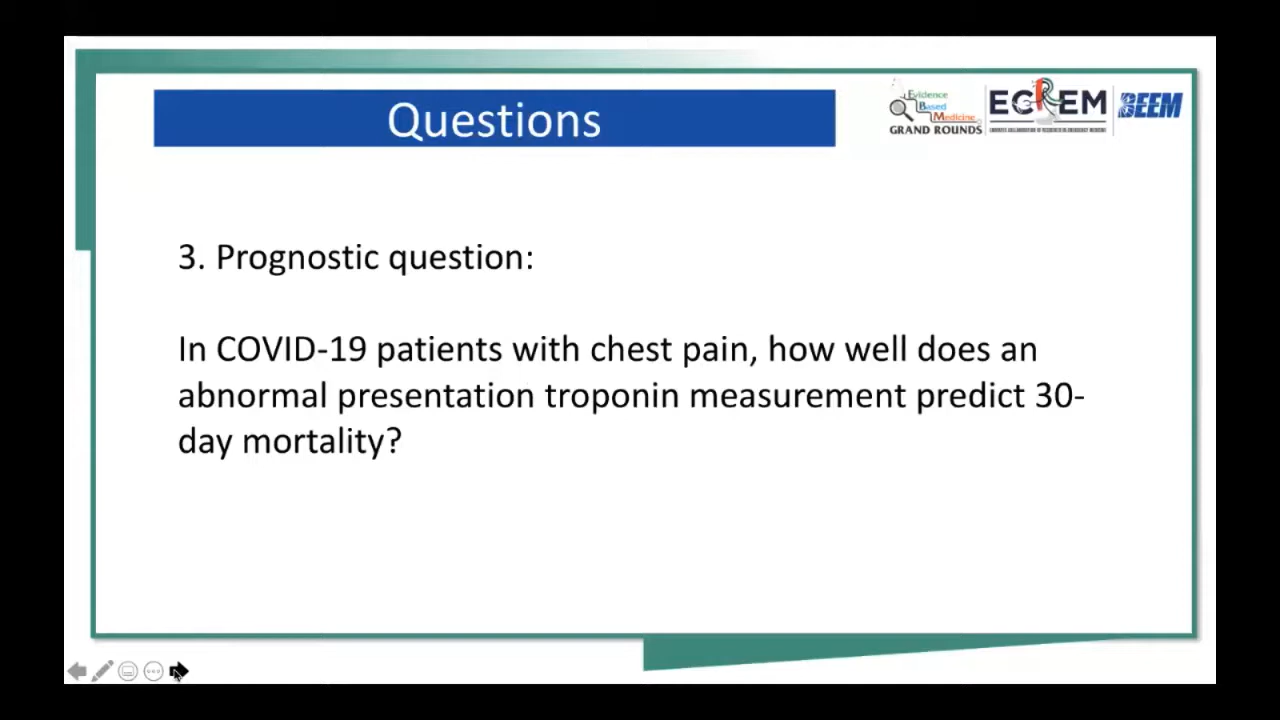 Questions
Evidence
Based
Medicine
GRAND ROUNDS
ECREM
BEEM
3. Prognostic question:
In COVID-19 patients with chest pain, how well does an
abnormal presentation troponin measurement predict 30-
day mortality?